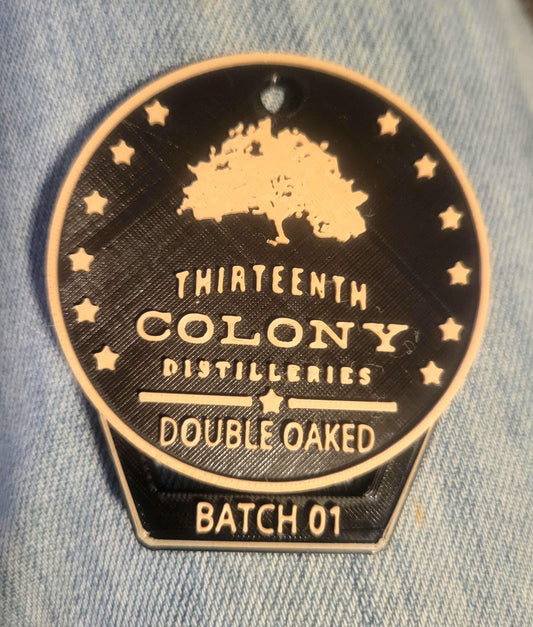 THIRTEENTH
COLONY
DISTILLERIES
DOUBLE OAKED
BATCH 01